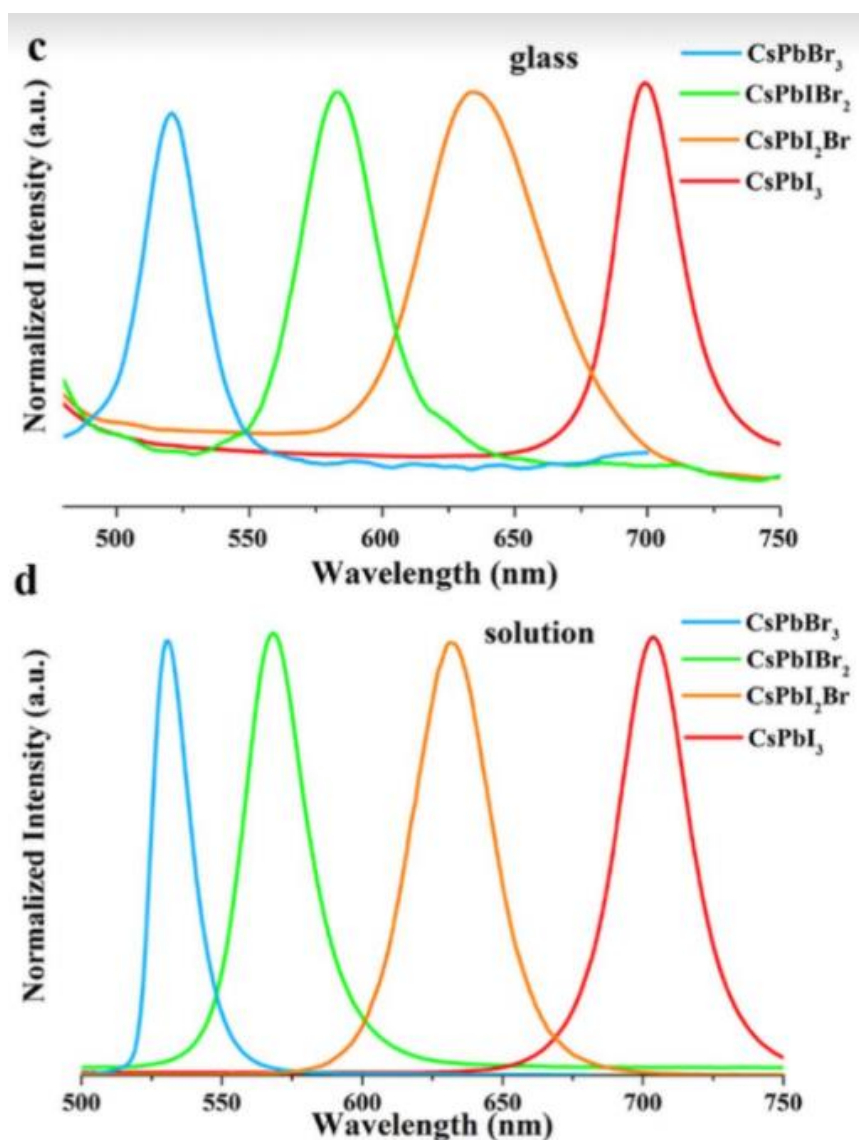 c
glass
CsPbBr₃
CsPbIBr₂
CsPbI₂Br
CsPbI₃
Normalized Intensity (a.u.)
500 550 600 650 700 750
Wavelength (nm)
d
solution
CsPbBr₃
CsPbIBr₂
CsPbI₂Br
CsPbI₃
Normalized Intensity (a.u.)
500 550 600 650 700 750
Wavelength (nm)